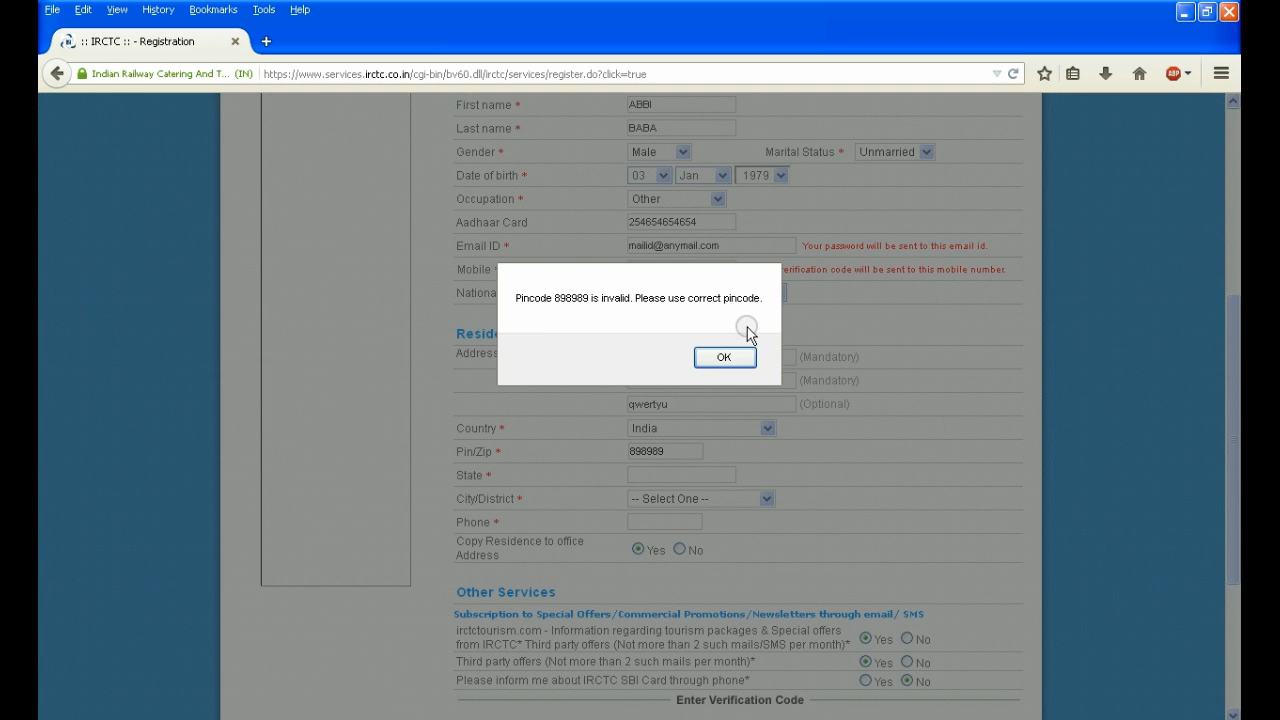 File Edit View History Bookmarks Tools Help
:: IRCTC :: - Registration
Indian Railway Catering And T... (IN) https://www.services.irctc.co.in/cgi-bin/bv60.dll/irctc/services/register.do?click=true
ABP
First name * ABBI
Last name * BABA
Gender * Male Marital Status * Unmarried
Date of birth * 03 Jan 1979
Occupation * Other
Aadhaar Card 254654654654
Email ID * mailid@anymail.com Your password will be sent to this email id.
Mobile * erification code will be sent to this mobile number.
Nationa
Pincode 898989 is invalid. Please use correct pincode.
OK
Reside
Address (Mandatory)
(Mandatory)
qwertyu (Optional)
Country * India
Pin/Zip * 898989
State *
City/District * -- Select One --
Phone *
Copy Residence to office
Address
Yes No
Other Services
Subscription to Special Offers/Commercial Promotions/Newsletters through email/ SMS
irctctourism.com - Information regarding tourism packages & Special offers
from IRCTC* Third party offers (Not more than 2 such mails/SMS per month)* Yes No
Third party offers (Not more than 2 such mails per month)* Yes No
Please inform me about IRCTC SBI Card through phone* Yes No
Enter Verification Code